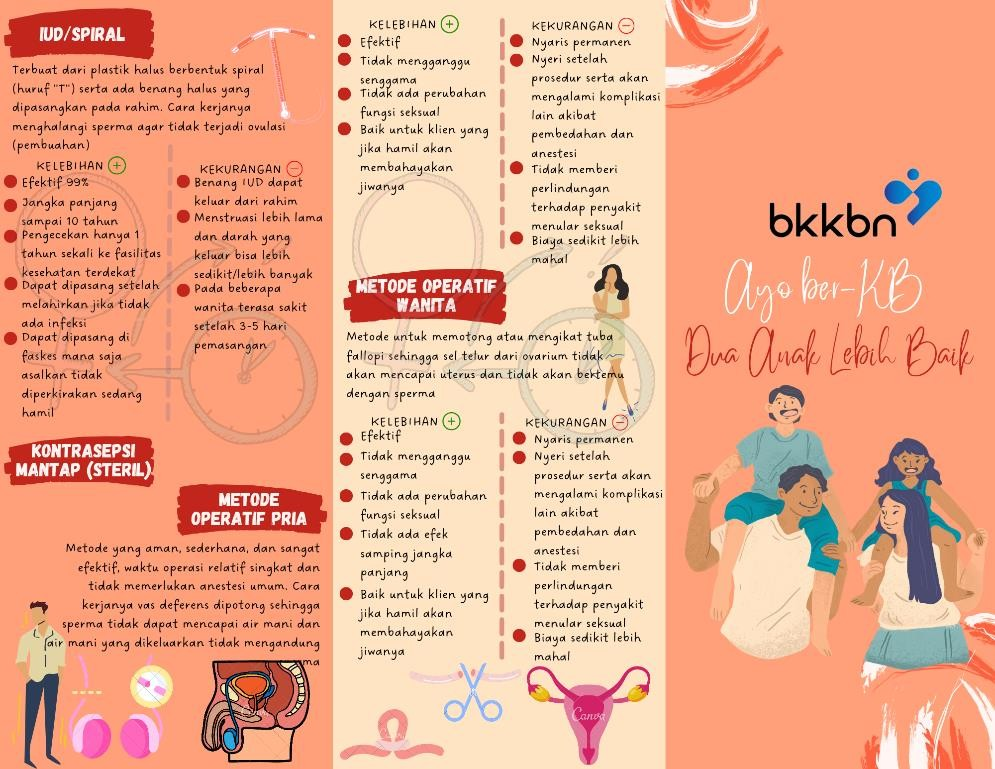 IUD/SPIRAL
Terbuat dari plastik halus berbentuk spiral
(huruf "T") serta ada benang halus yang
dipasangkan pada rahim. Cara kerjanya
menghalangi sperma agar tidak terjadi ovulasi
(pembuahan)
KELEBIHAN +
Efektif 99%
Jangka panjang
sampai 10 tahun
Pengecekan hanya 1
tahun sekali ke fasilitas
kesehatan terdekat
Dapat dipasang setelah
melahirkan jika tidak
ada infeksi
Dapat dipasang di
faskes mana saja
asalkan tidak
diperkirakan sedang
hamil
KEKURANGAN −
Benang IUD dapat
keluar dari rahim
Menstruasi lebih lama
dan darah yang
keluar bisa lebih
sedikit/lebih banyak
Pada beberapa
wanita terasa sakit
setelah 3-5 hari
pemasangan
KONTRASEPSI
MANTAP (STERIL)
METODE
OPERATIF PRIA
Metode yang aman, sederhana, dan sangat
efektif, waktu operasi relatif singkat dan
tidak memerlukan anestesi umum. Cara
kerjanya vas deferens dipotong sehingga
sperma tidak dapat mencapai air mani dan
air mani yang dikeluarkan tidak mengandung
KELEBIHAN +
Efektif
Tidak mengganggu
senggama
Tidak ada perubahan
fungsi seksual
Baik untuk klien yang
jika hamil akan
membahayakan
jiwanya
KEKURANGAN −
Nyaris permanen
Nyeri setelah
prosedur serta akan
mengalami komplikasi
lain akibat
pembedahan dan
anestesi
Tidak memberi
perlindungan
terhadap penyakit
menular seksual
Biaya sedikit lebih
mahal
METODE OPERATIF
WANITA
Metode untuk memotong atau mengikat tuba
fallopi sehingga sel telur dari ovarium tidak
akan mencapai uterus dan tidak akan bertemu
dengan sperma
KELEBIHAN +
Efektif
Tidak mengganggu
senggama
Tidak ada perubahan
fungsi seksual
Tidak ada efek
samping jangka
panjang
Baik untuk klien yang
jika hamil akan
membahayakan
jiwanya
KEKURANGAN −
Nyaris permanen
Nyeri setelah
prosedur serta akan
mengalami komplikasi
lain akibat
pembedahan dan
anestesi
Tidak memberi
perlindungan
terhadap penyakit
menular seksual
Biaya sedikit lebih
mahal
Canva
bkkbn
Ayo ber-KB
Dua Anak Lebih Baik